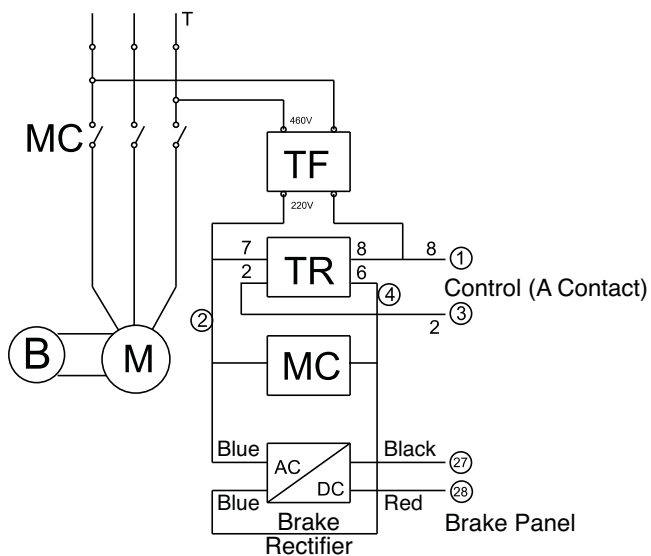 T
MC
460V
TF
220V
7 8 8 ①
2 TR 6
④ Control (A Contact)
② 2 ③
B M MC
Blue AC Black ㉗
Blue DC Red ㉘
Brake Brake Panel
Rectifier